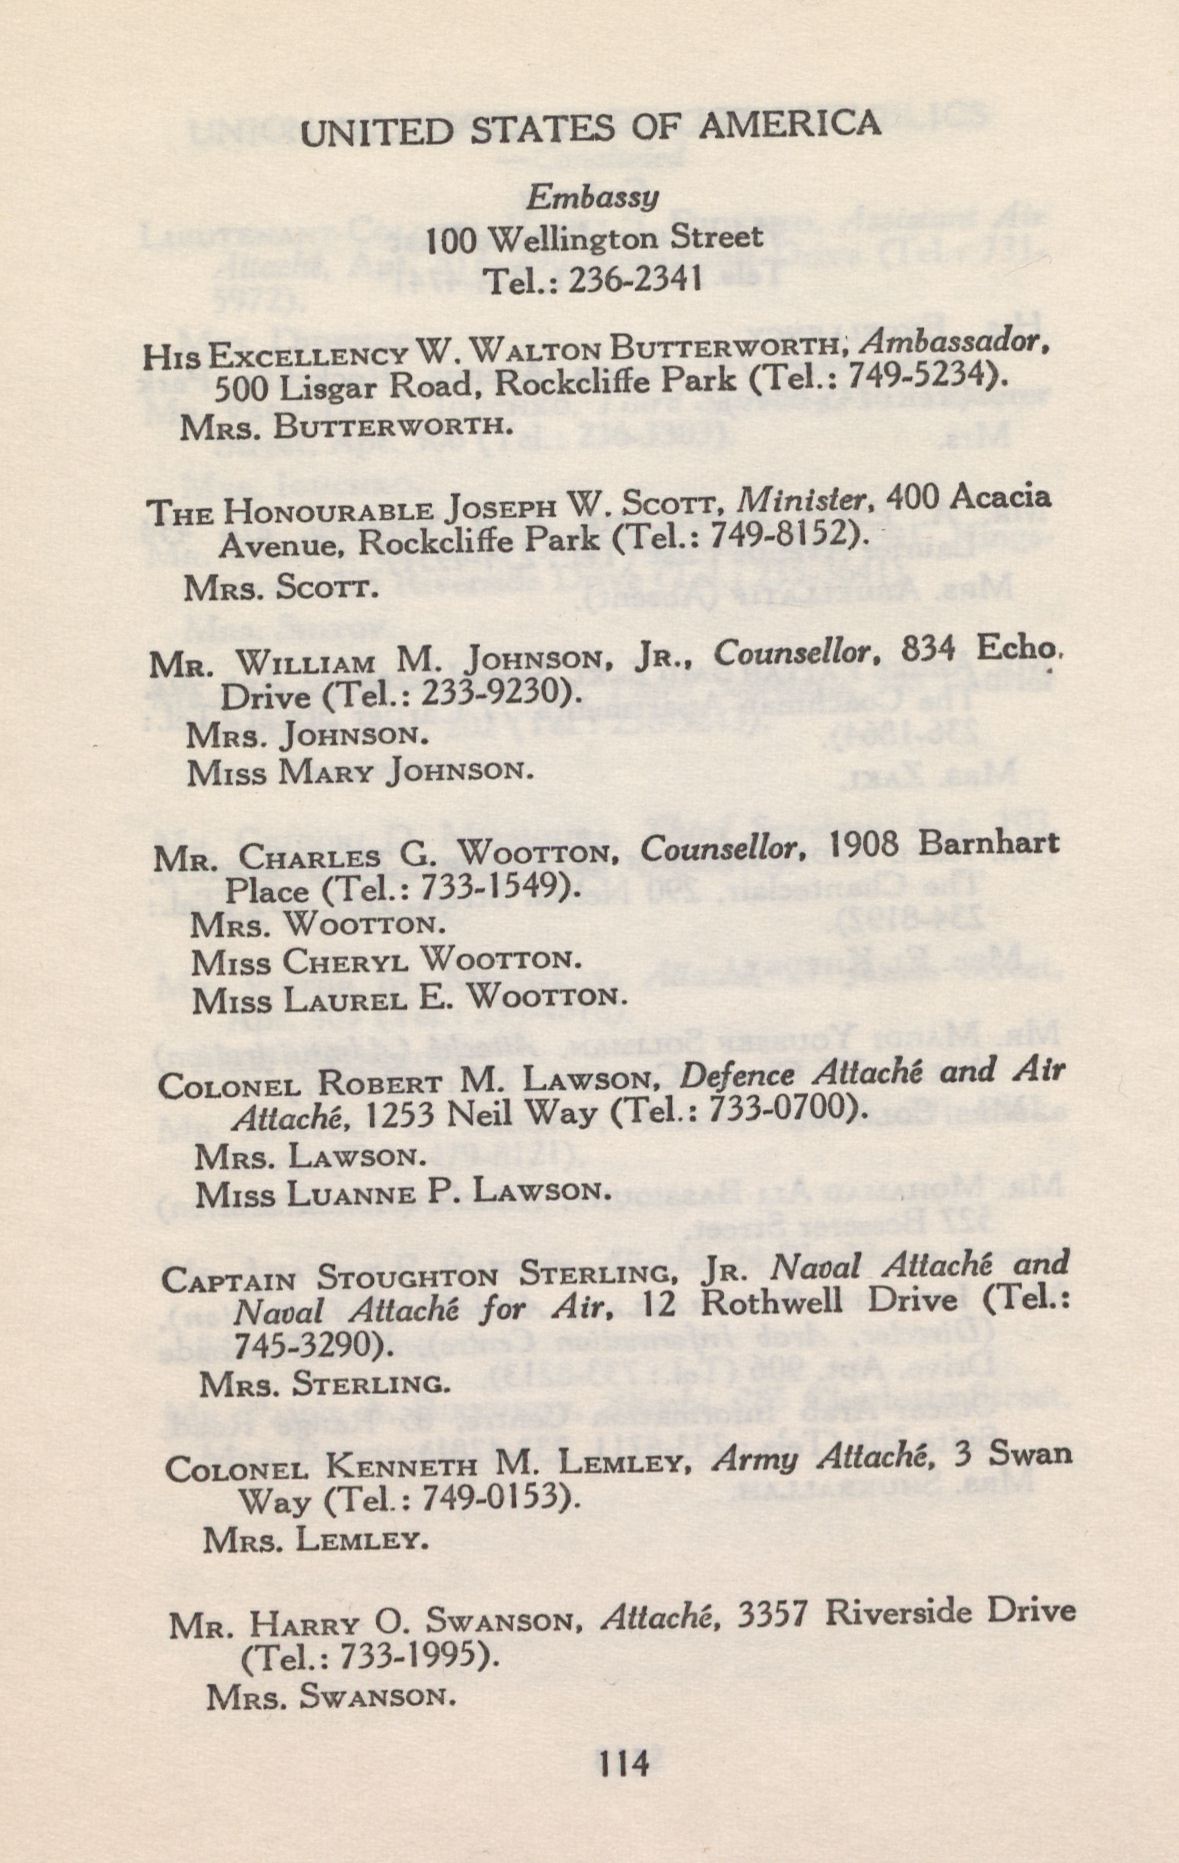 UNITED STATES OF AMERICA
Embassy
100 Wellington Street
Tel.: 236-2341
HIS EXCELLENCY W. WALTON BUTTERWORTH, Ambassador,
500 Lisgar Road, Rockcliffe Park (Tel.: 749-5234).
MRS. BUTTERWORTH.
THE HONOURABLE JOSEPH W. SCOTT, Minister, 400 Acacia
Avenue, Rockcliffe Park (Tel.: 749-8152).
MRS. SCOTT.
MR. WILLIAM M. JOHNSON, JR., Counsellor, 834 Echo
Drive (Tel.: 233-9230).
MRS. JOHNSON.
MISS MARY JOHNSON.
MR. CHARLES G. WOOTTON, Counsellor, 1908 Barnhart
Place (Tel.: 733-1549).
MRS. WOOTTON.
MISS CHERYL WOOTTON.
MISS LAUREL E. WOOTTON.
COLONEL ROBERT M. LAWSON, Defence Attaché and Air
Attaché, 1253 Neil Way (Tel.: 733-0700).
MRS. LAWSON.
MISS LUANNE P. LAWSON.
CAPTAIN STOUGHTON STERLING, JR. Naval Attaché and
Naval Attaché for Air, 12 Rothwell Drive (Tel.:
745-3290).
MRS. STERLING.
COLONEL KENNETH M. LEMLEY, Army Attaché, 3 Swan
Way (Tel.: 749-0153).
MRS. LEMLEY.
MR. HARRY O. SWANSON, Attaché, 3357 Riverside Drive
(Tel.: 733-1995).
MRS. SWANSON.
114